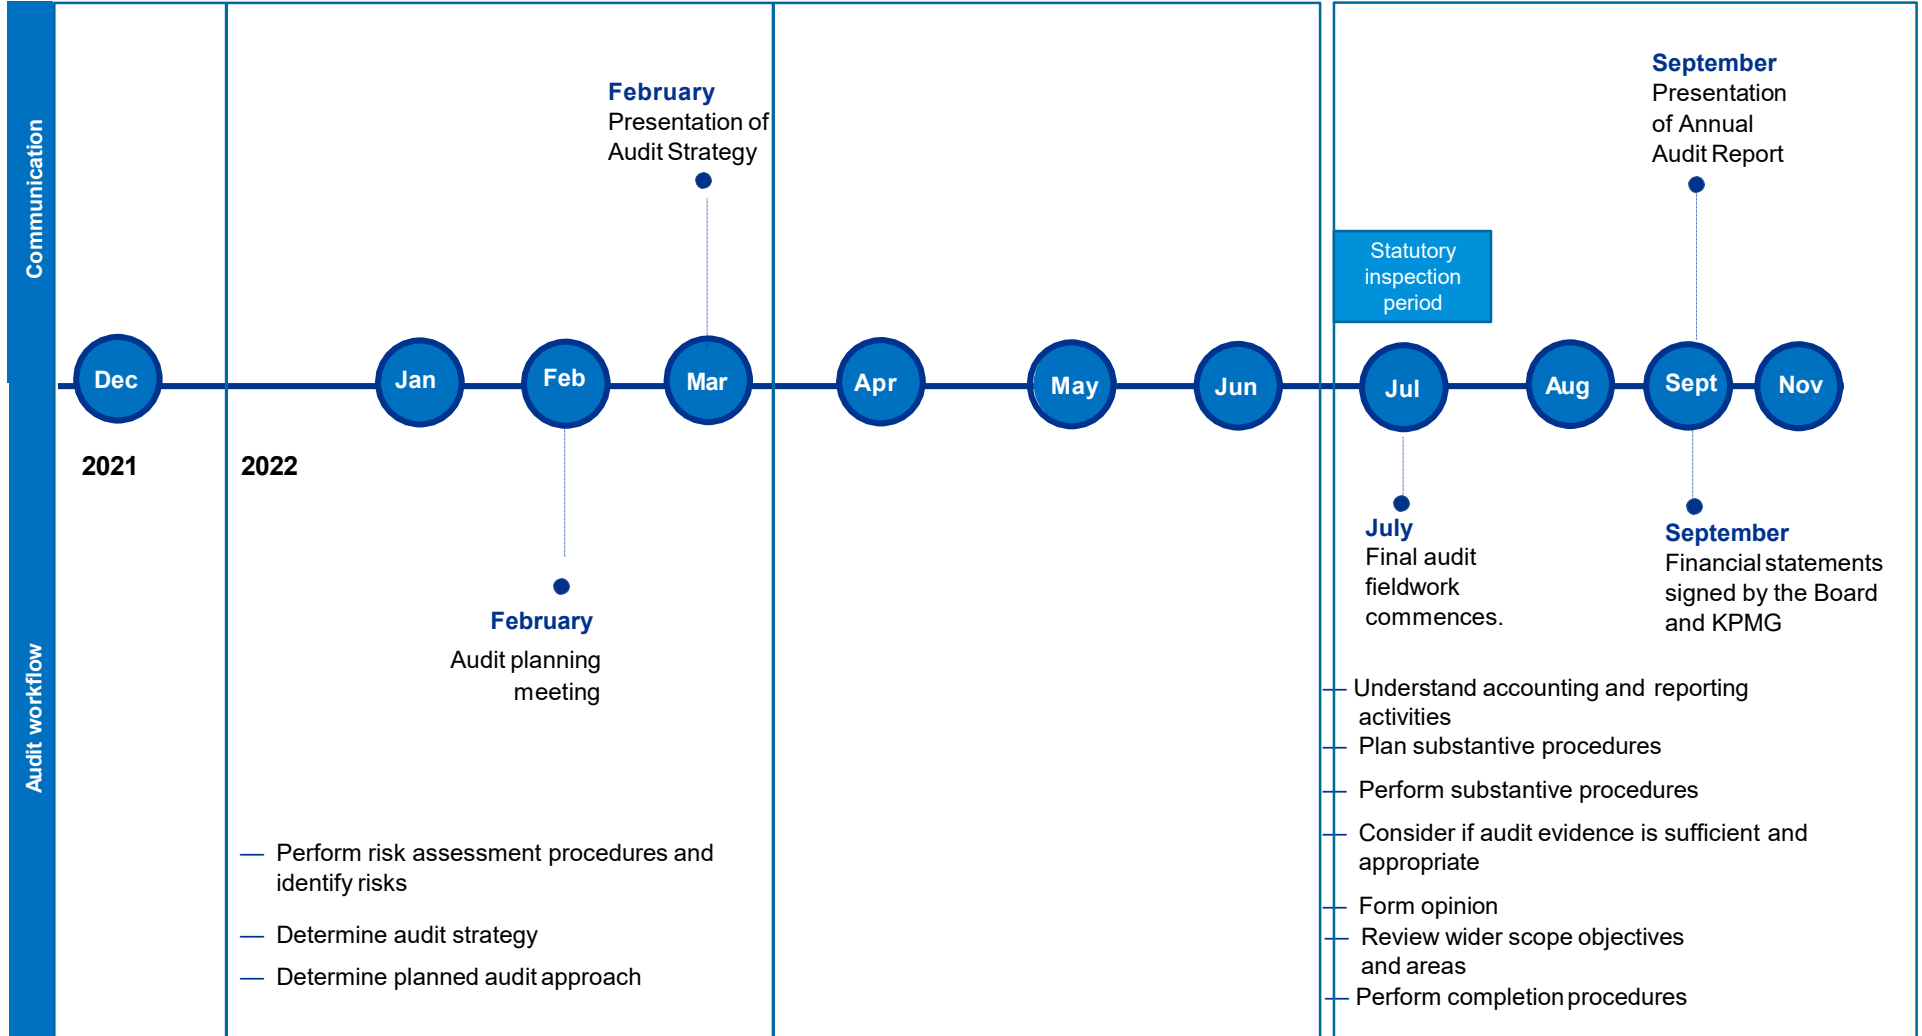 Communication
February
Presentation of
Audit Strategy
September
Presentation
of Annual
Audit Report
Statutory
inspection
period
Dec
Jan
Feb
Mar
Apr
May
Jun
Jul
Aug
Sept
Nov
2021
2022
Audit workflow
February
Audit planning
meeting
July
Final audit
fieldwork
commences.
September
Financial statements
signed by the Board
and KPMG
— Perform risk assessment procedures and
identify risks
— Determine audit strategy
— Determine planned audit approach
— Understand accounting and reporting
activities
— Plan substantive procedures
— Perform substantive procedures
— Consider if audit evidence is sufficient and
appropriate
— Form opinion
— Review wider scope objectives
and areas
— Perform completion procedures